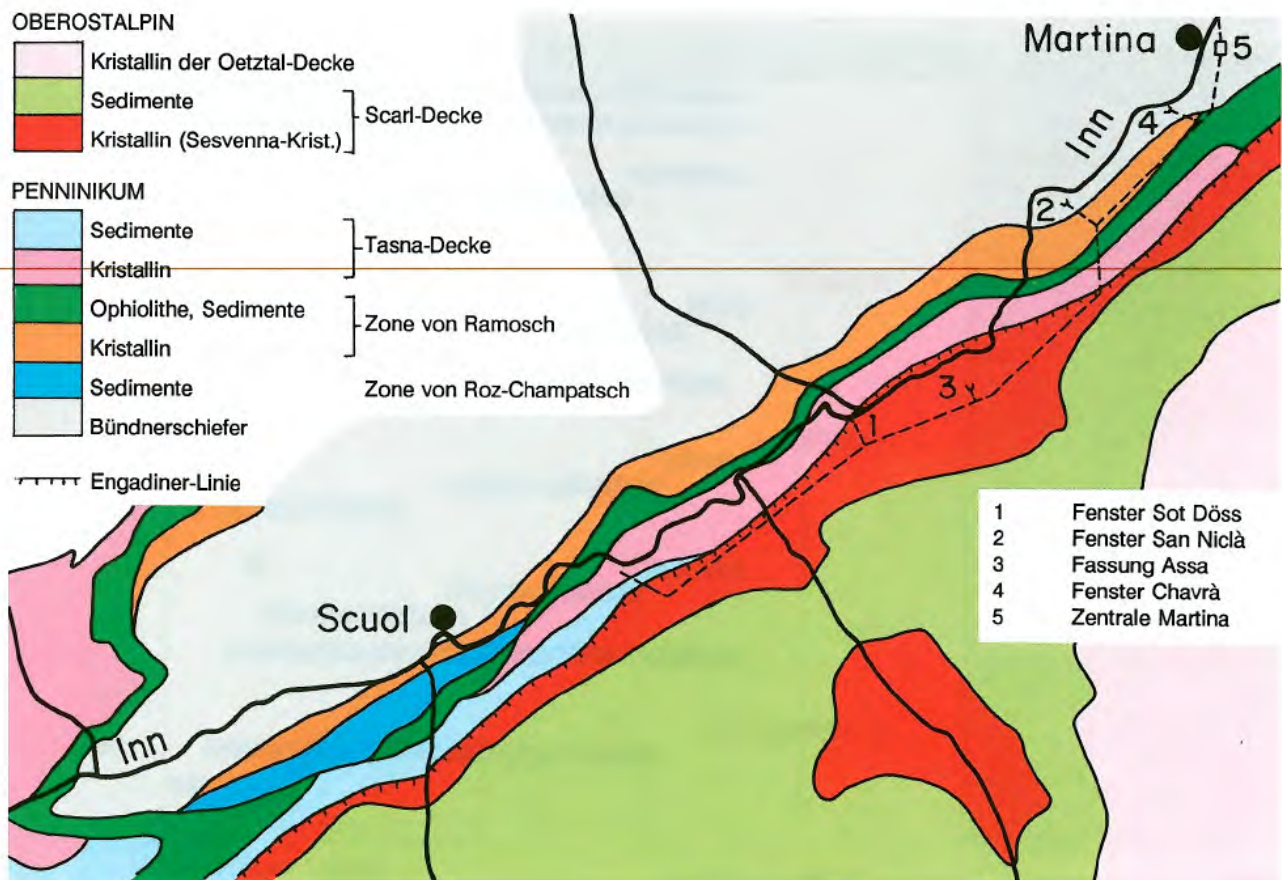 OBEROSTALPIN
Kristallin der Oetztal-Decke
Sedimente
Kristallin (Sesvenna-Krist.)
Scarl-Decke
PENNINIKUM
Sedimente
Kristallin
Tasna-Decke
Ophiolithe, Sedimente
Kristallin
Zone von Ramosch
Sedimente
Zone von Roz-Champatsch
Bündnerschiefer
Engadiner-Linie
Martina
5
Inn
4
2
3
1
Scuol
Inn
1 Fenster Sot Döss
2 Fenster San Niclà
3 Fassung Assa
4 Fenster Chavrà
5 Zentrale Martina